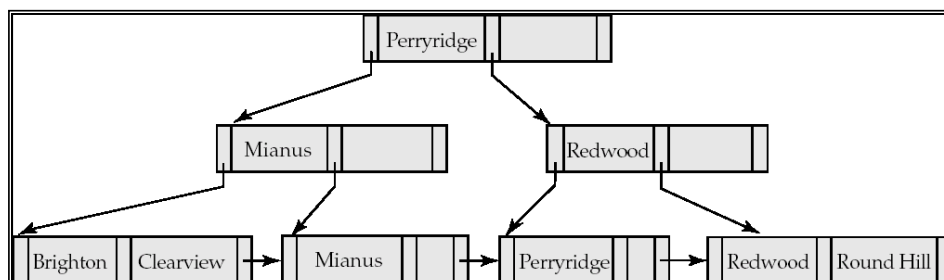 Perryridge
Mianus Redwood
Brighton Clearview Mianus Perryridge Redwood Round Hill